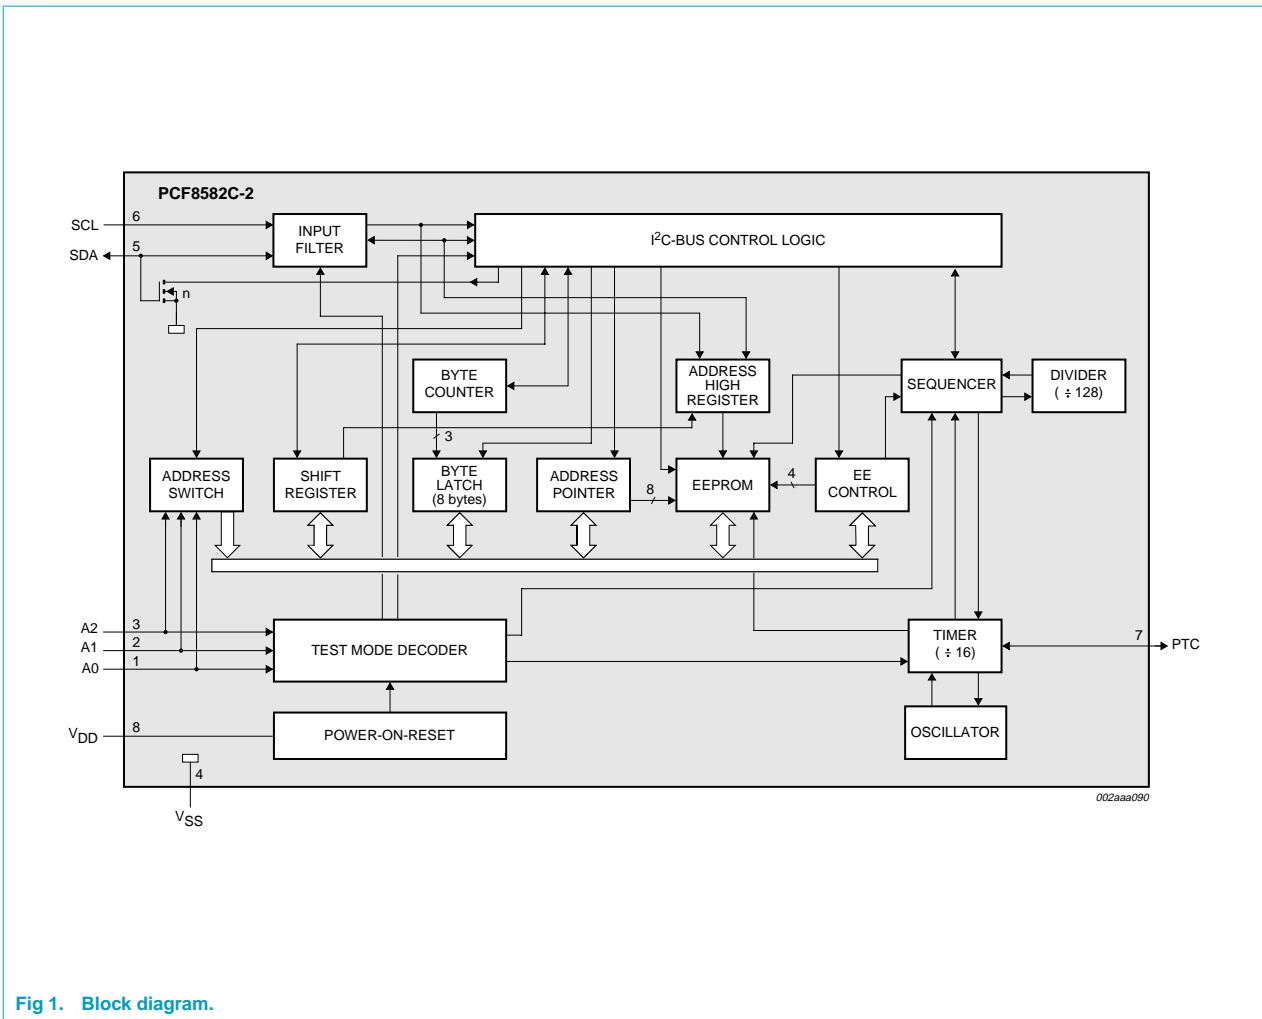 PCF8582C-2
SCL
6
SDA
5
n
INPUT
FILTER
I²C-BUS CONTROL LOGIC
BYTE
COUNTER
3
ADDRESS
HIGH
REGISTER
SEQUENCER
DIVIDER
( ÷ 128)
ADDRESS
SWITCH
SHIFT
REGISTER
BYTE
LATCH
(8 bytes)
ADDRESS
POINTER
8
EEPROM
4
EE
CONTROL
A2
3
A1
2
A0
1
TEST MODE DECODER
TIMER
( ÷ 16)
7
PTC
VDD
8
POWER-ON-RESET
OSCILLATOR
4
VSS
002aaa090
Fig 1. Block diagram.